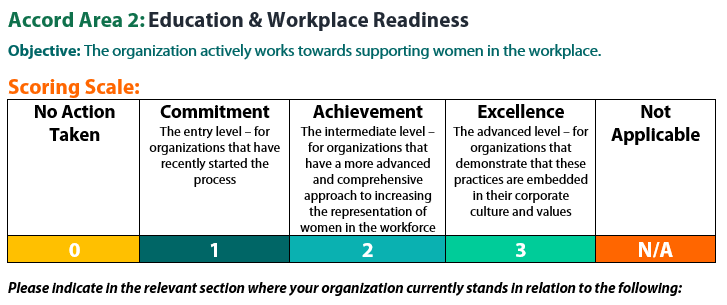 Accord Area 2: Education & Workplace Readiness
Objective: The organization actively works towards supporting women in the workplace.
Scoring Scale:
No Action
Taken
Commitment
The entry level – for
organizations that have
recently started the
process
Achievement
The intermediate level –
for organizations that
have a more advanced
and comprehensive
approach to increasing
the representation of
women in the workforce
Excellence
The advanced level – for
organizations that
demonstrate that these
practices are embedded
in their corporate
culture and values
Not
Applicable
0
1
2
3
N/A
Please indicate in the relevant section where your organization currently stands in relation to the following: